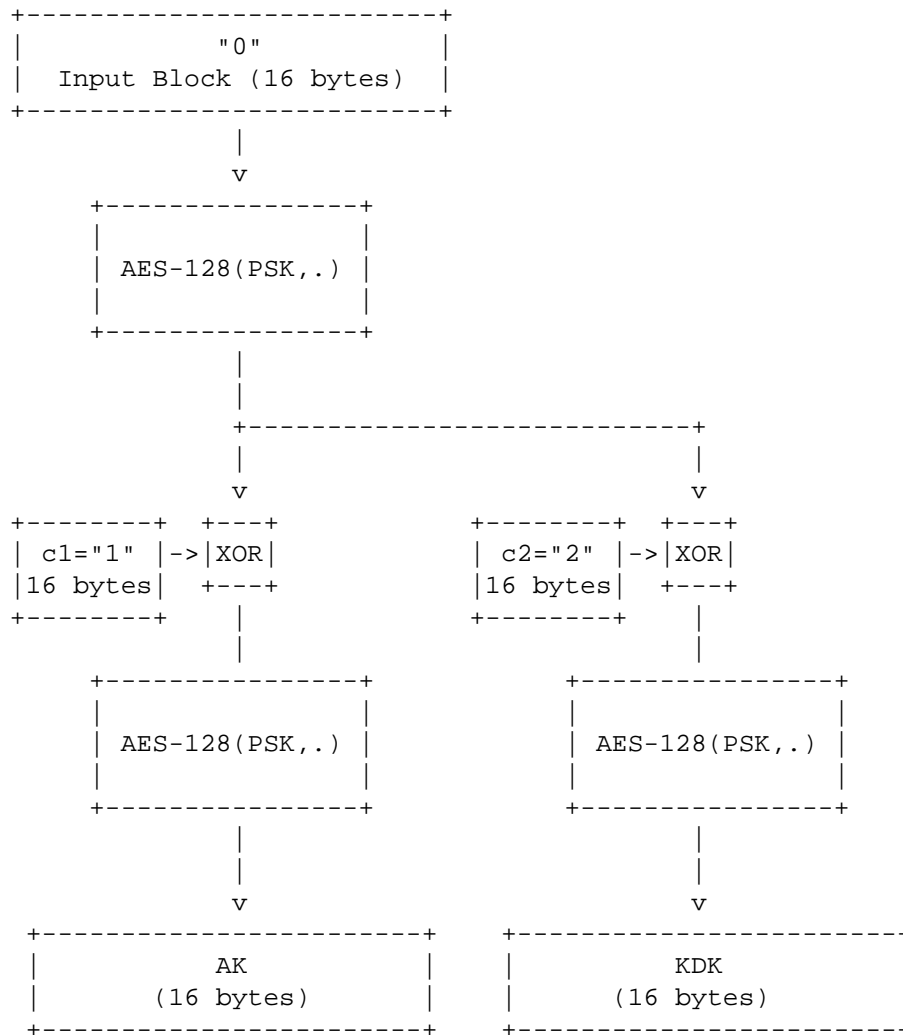 "0"
Input Block (16 bytes)
v
AES-128(PSK,.)
v v
c1="1" -> XOR c2="2" -> XOR
16 bytes 16 bytes
AES-128(PSK,.) AES-128(PSK,.)
v v
AK KDK
(16 bytes) (16 bytes)